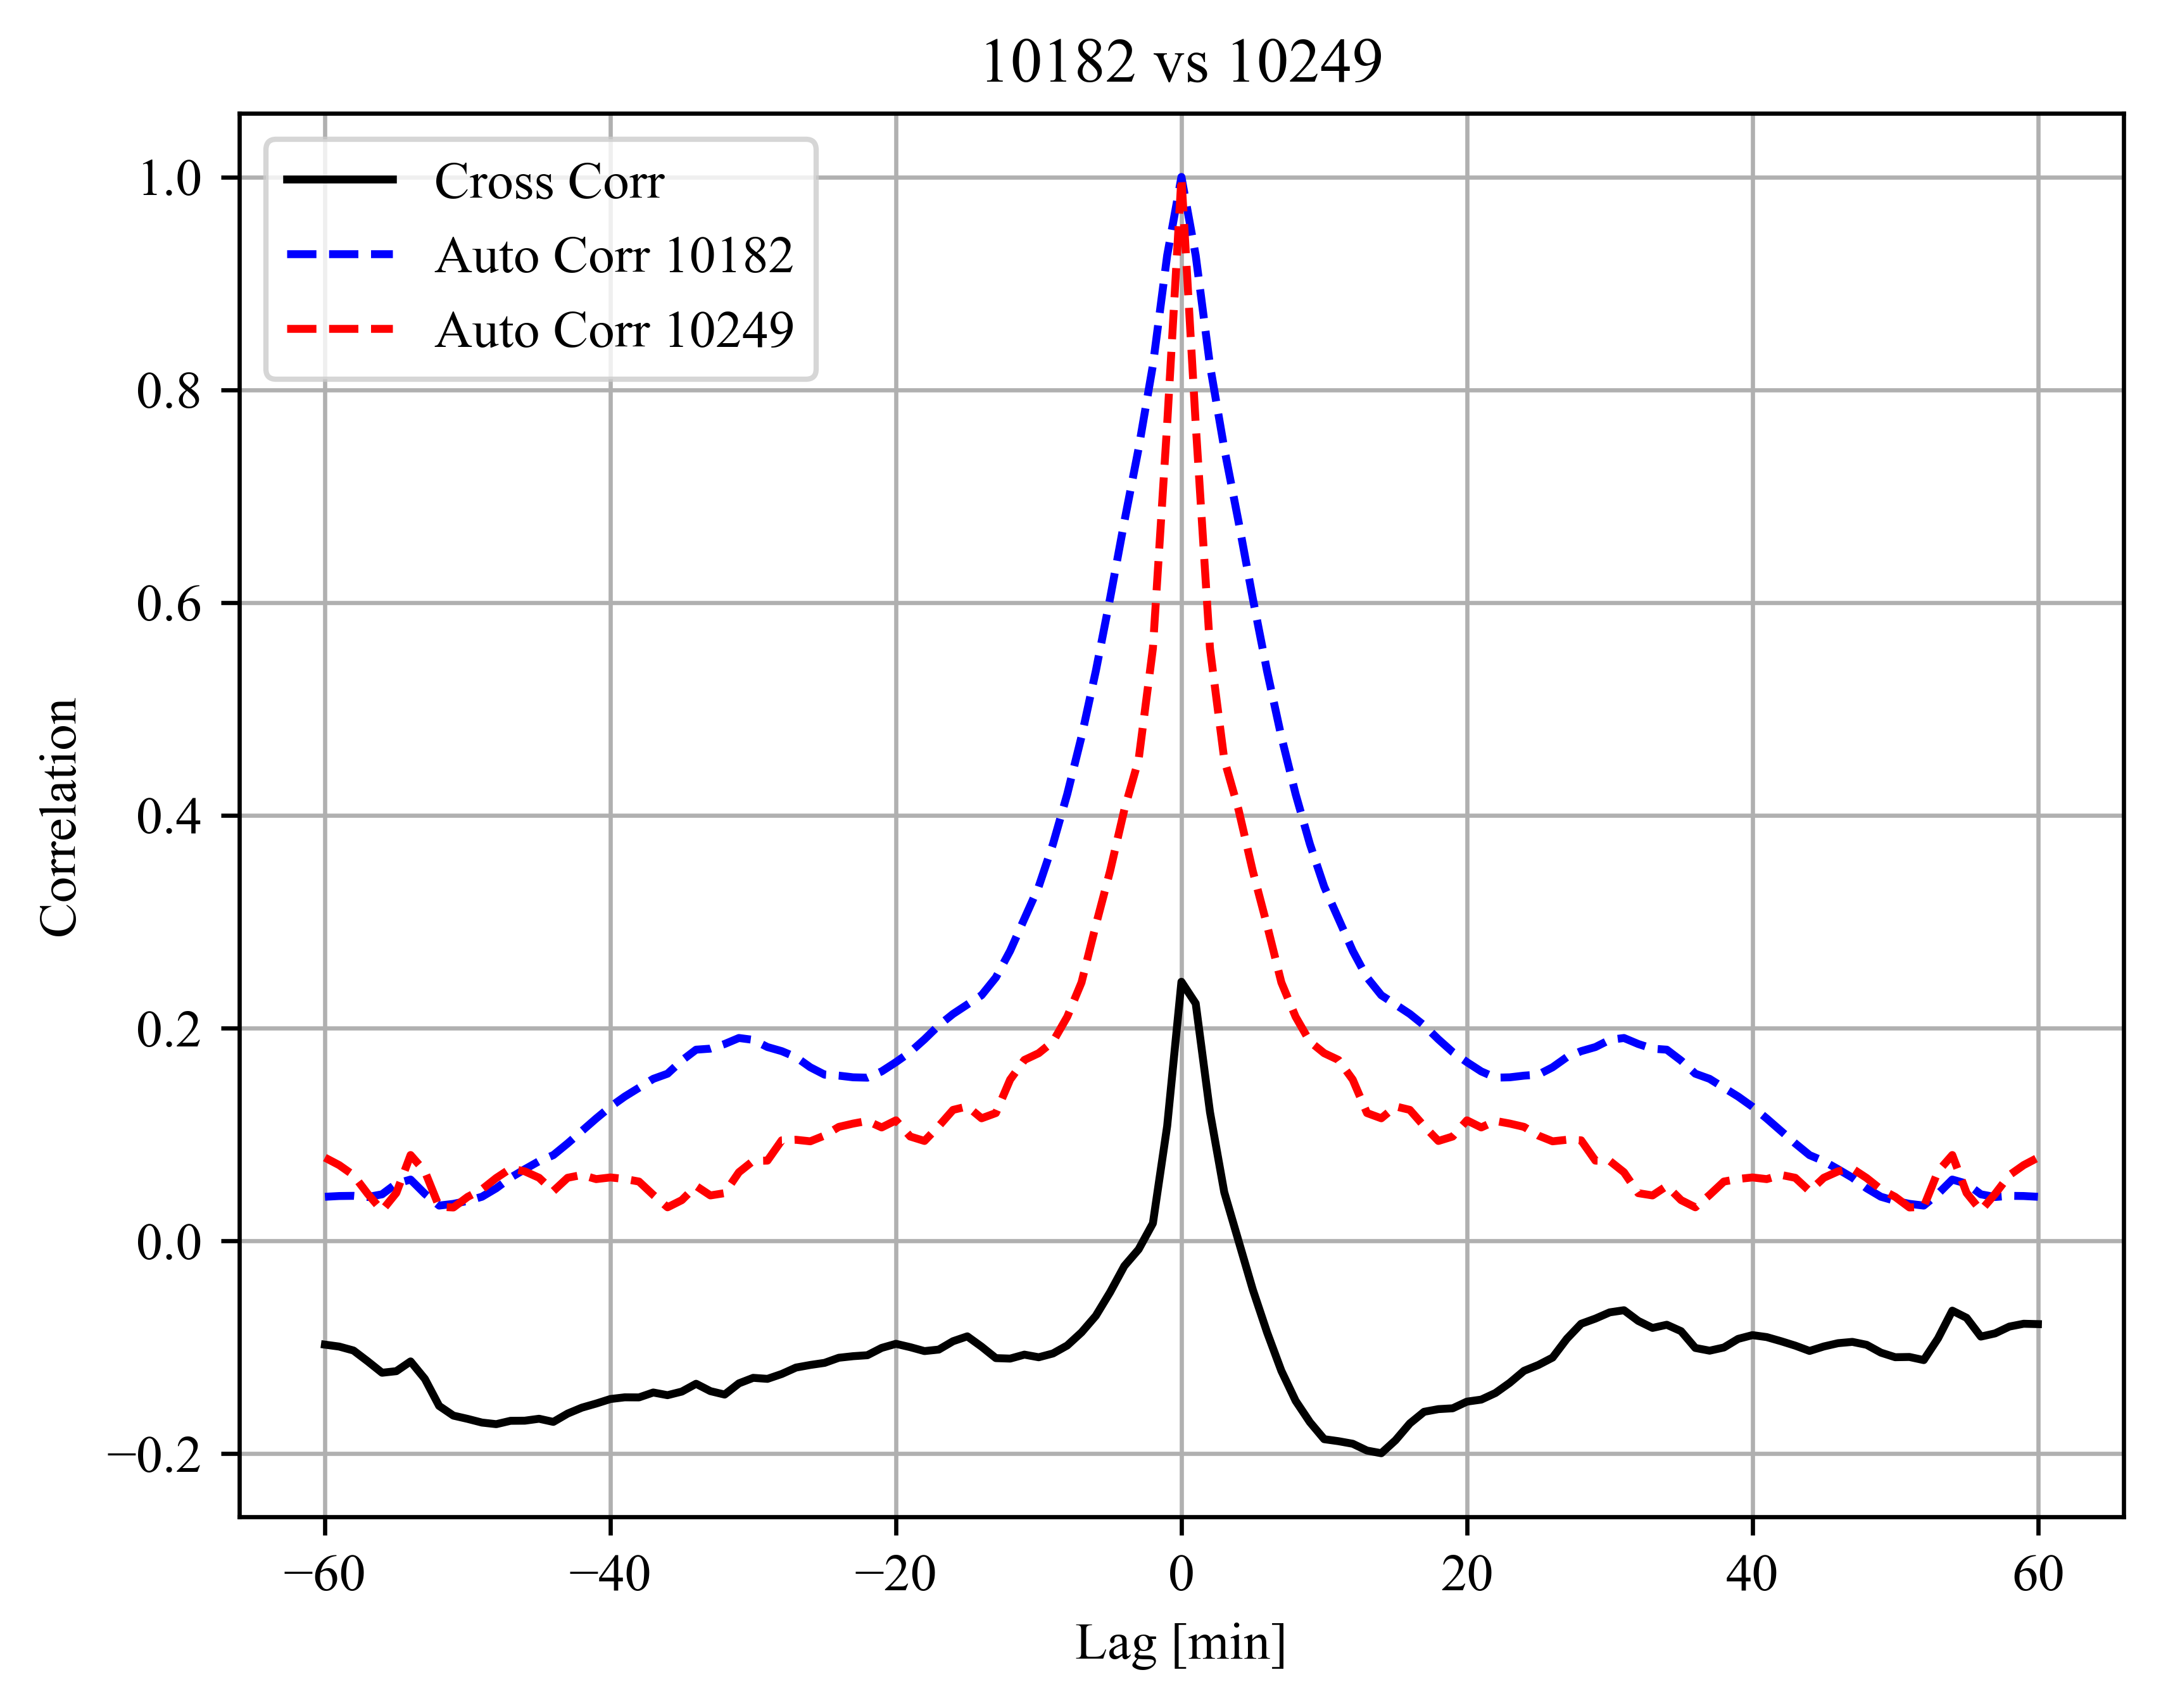 10182 vs 10249
Cross Corr
Auto Corr 10182
Auto Corr 10249
1.0
0.8
0.6
0.4
0.2
0.0
−0.2
Correlation
−60 −40 −20 0 20 40 60
Lag [min]